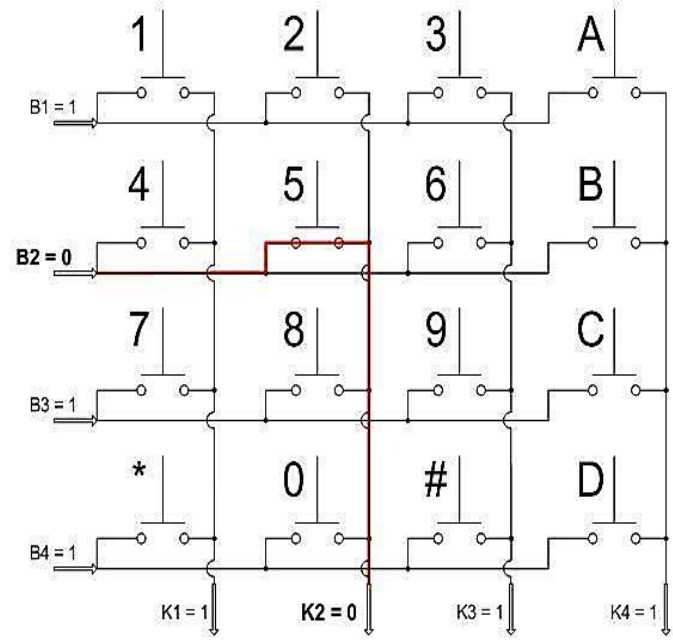 1 2 3 A
B1 = 1
4 5 6 B
B2 = 0
7 8 9 C
B3 = 1
* 0 # D
B4 = 1
K1 = 1 K2 = 0 K3 = 1 K4 = 1